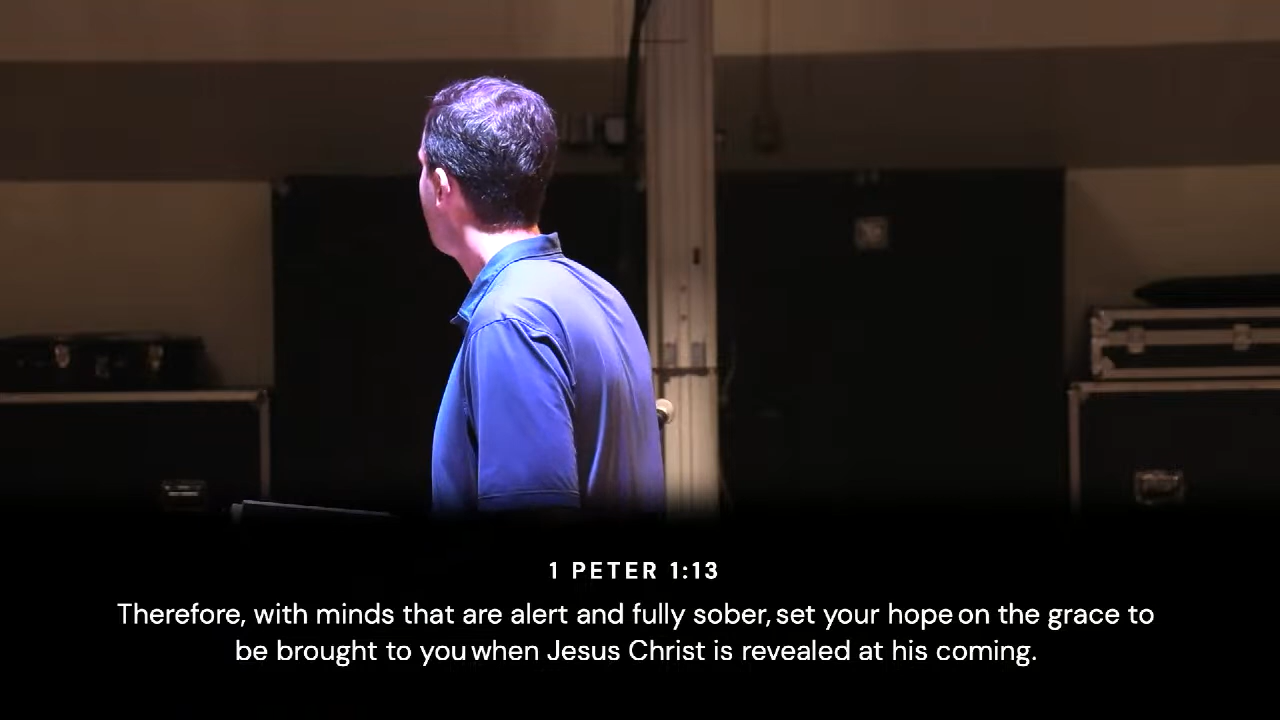 1 PETER 1:13
Therefore, with minds that are alert and fully sober, set your hope on the grace to
be brought to you when Jesus Christ is revealed at his coming.